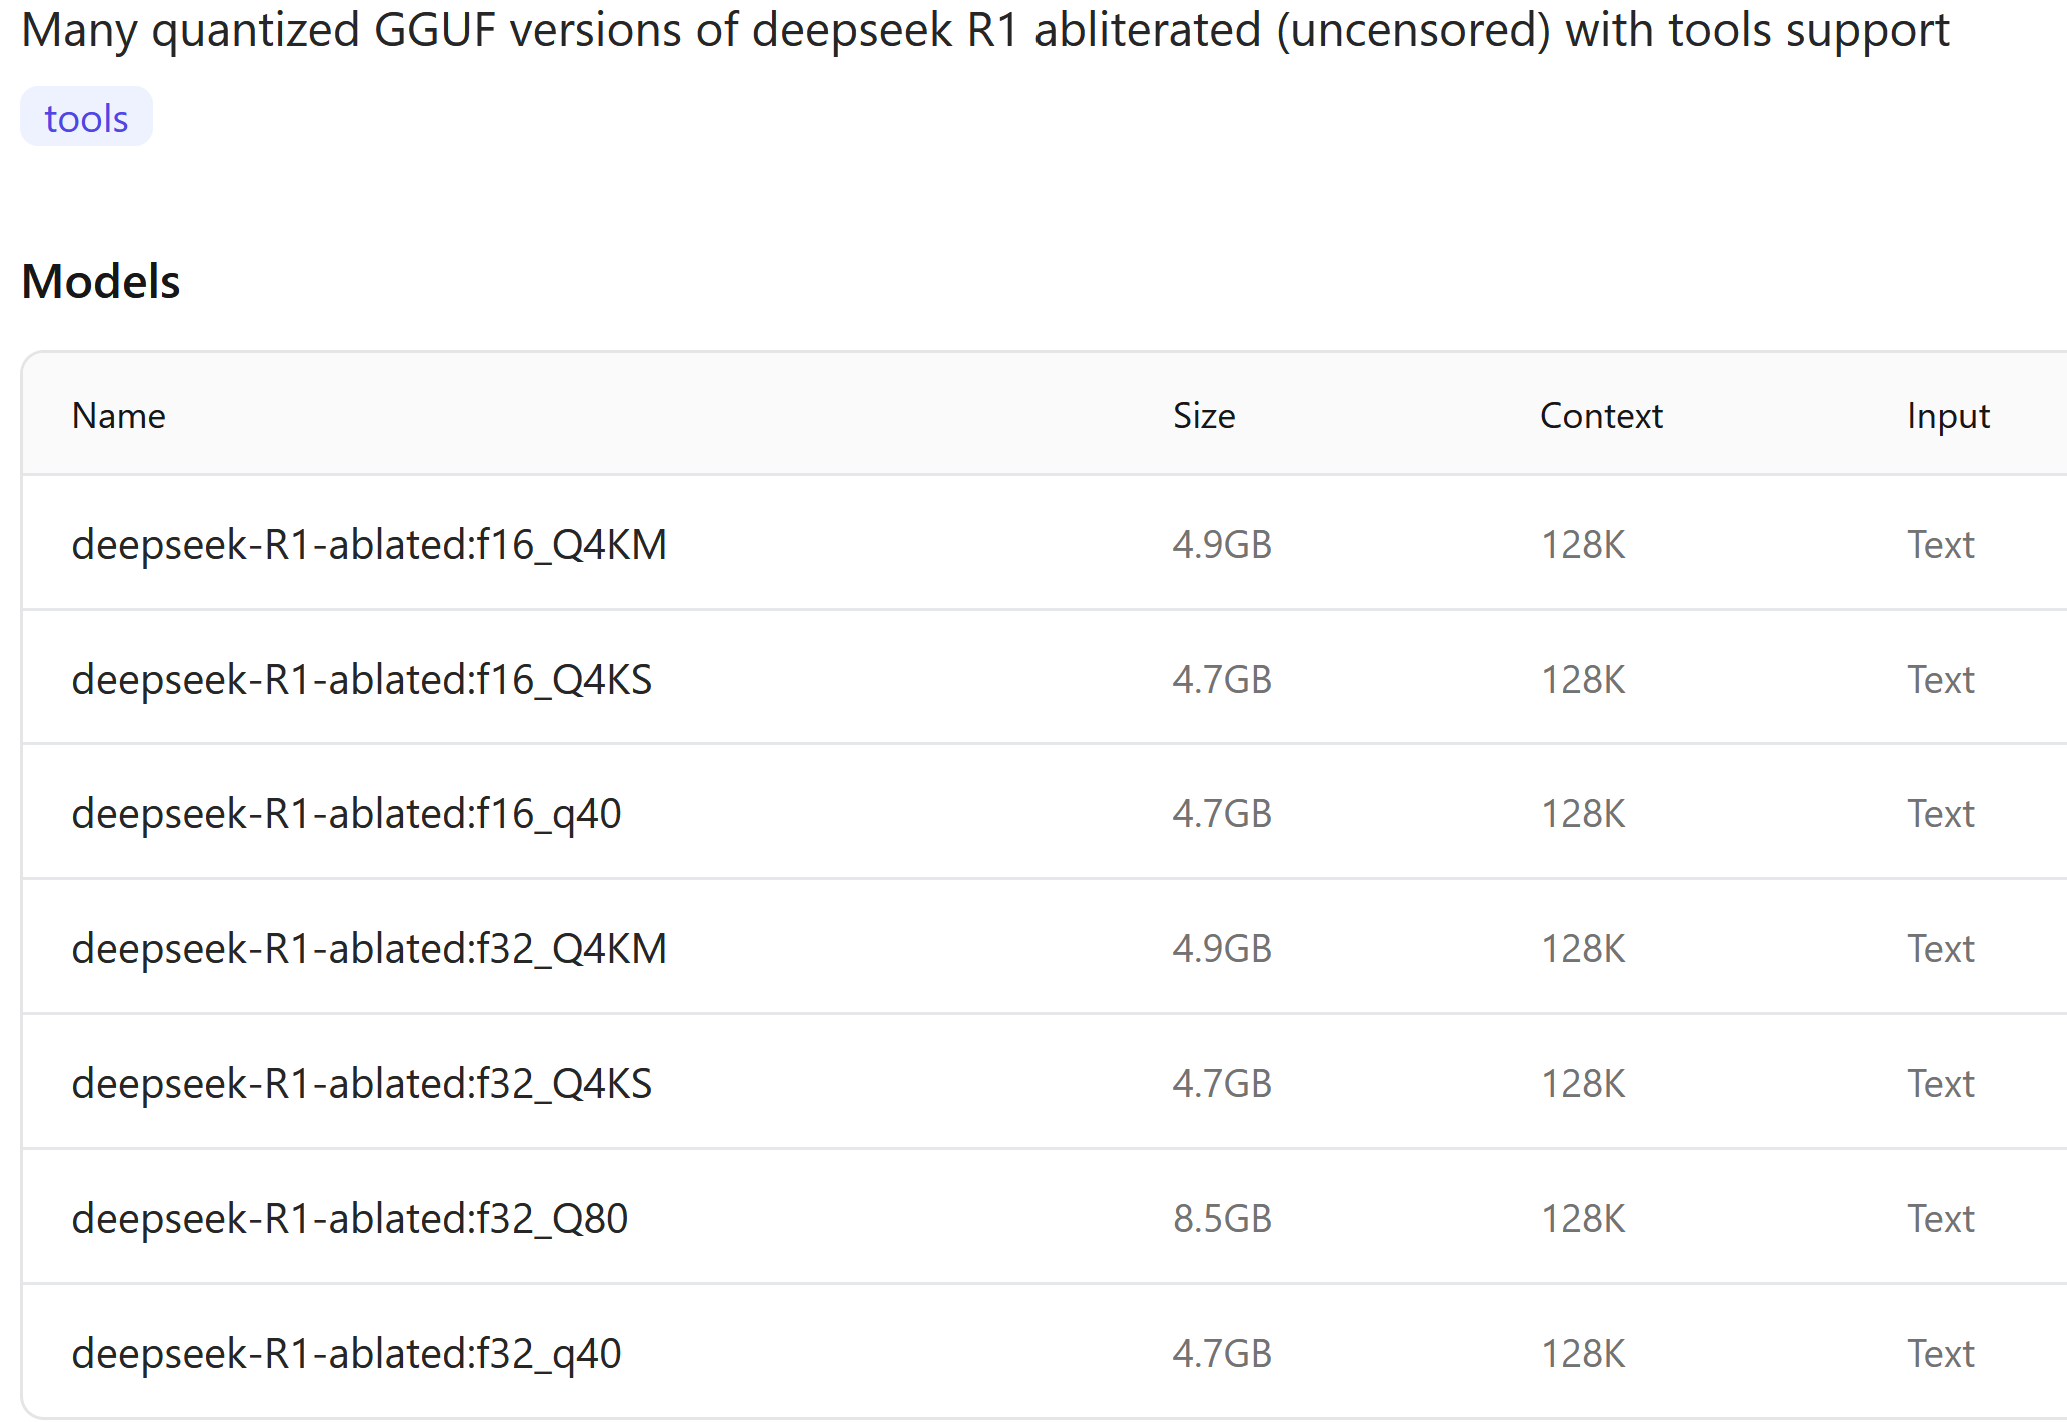 Many quantized GGUF versions of deepseek R1 abliterated (uncensored) with tools support
tools
Models
Name Size Context Input
deepseek-R1-ablated:f16_Q4KM 4.9GB 128K Text
deepseek-R1-ablated:f16_Q4KS 4.7GB 128K Text
deepseek-R1-ablated:f16_q40 4.7GB 128K Text
deepseek-R1-ablated:f32_Q4KM 4.9GB 128K Text
deepseek-R1-ablated:f32_Q4KS 4.7GB 128K Text
deepseek-R1-ablated:f32_Q80 8.5GB 128K Text
deepseek-R1-ablated:f32_q40 4.7GB 128K Text